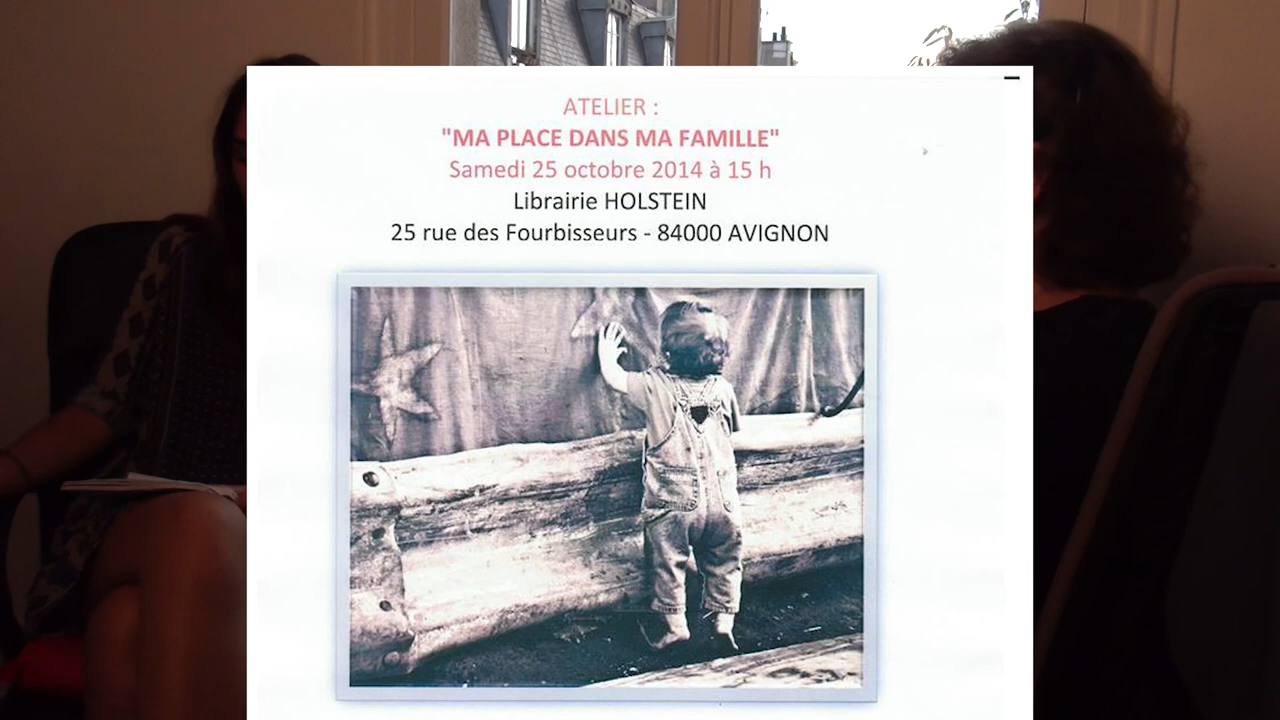 ATELIER :
"MA PLACE DANS MA FAMILLE"
Samedi 25 octobre 2014 à 15 h
Librairie HOLSTEIN
25 rue des Fourbisseurs - 84000 AVIGNON